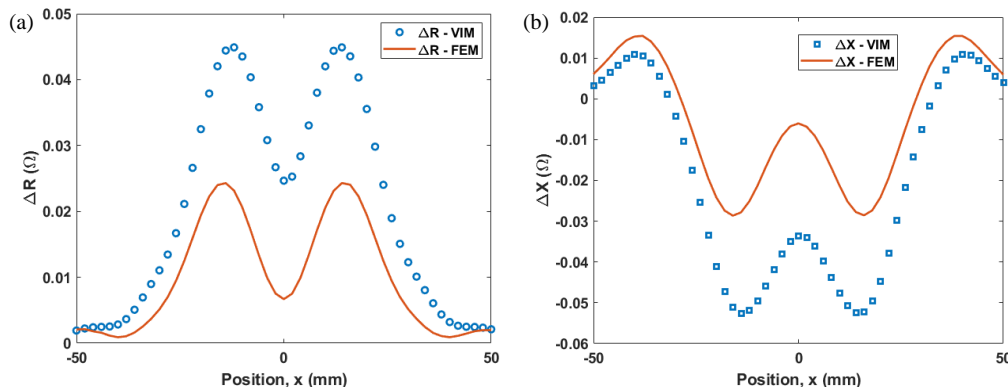 (a)
0.05
0.04
0.03
0.02
0.01
0
ΔR (Ω)
ΔR - VIM
ΔR - FEM
-50
0
50
Position, x (mm)
(b)
0.02
0.01
0
-0.01
-0.02
-0.03
-0.04
-0.05
-0.06
ΔX (Ω)
ΔX - VIM
ΔX - FEM
-50
0
50
Position, x (mm)